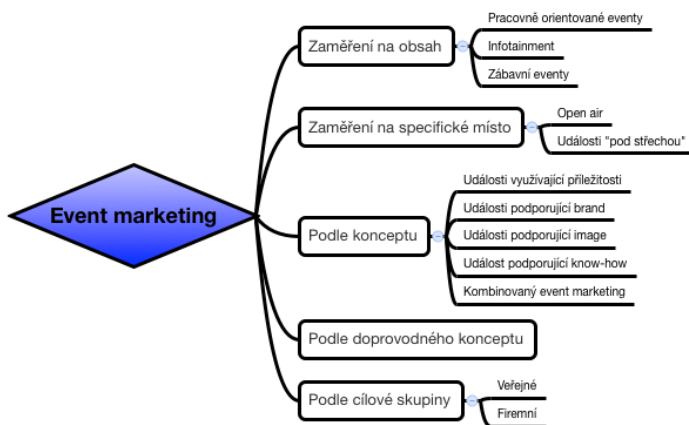 Event marketing
Zaměření na obsah
Pracovně orientované eventy
Infotainment
Zábavní eventy
Zaměření na specifické místo
Open air
Události "pod střechou"
Podle konceptu
Události využívající příležitosti
Události podporující brand
Události podporující image
Událost podporující know-how
Kombinovaný event marketing
Podle doprovodného konceptu
Podle cílové skupiny
Veřejné
Firemní